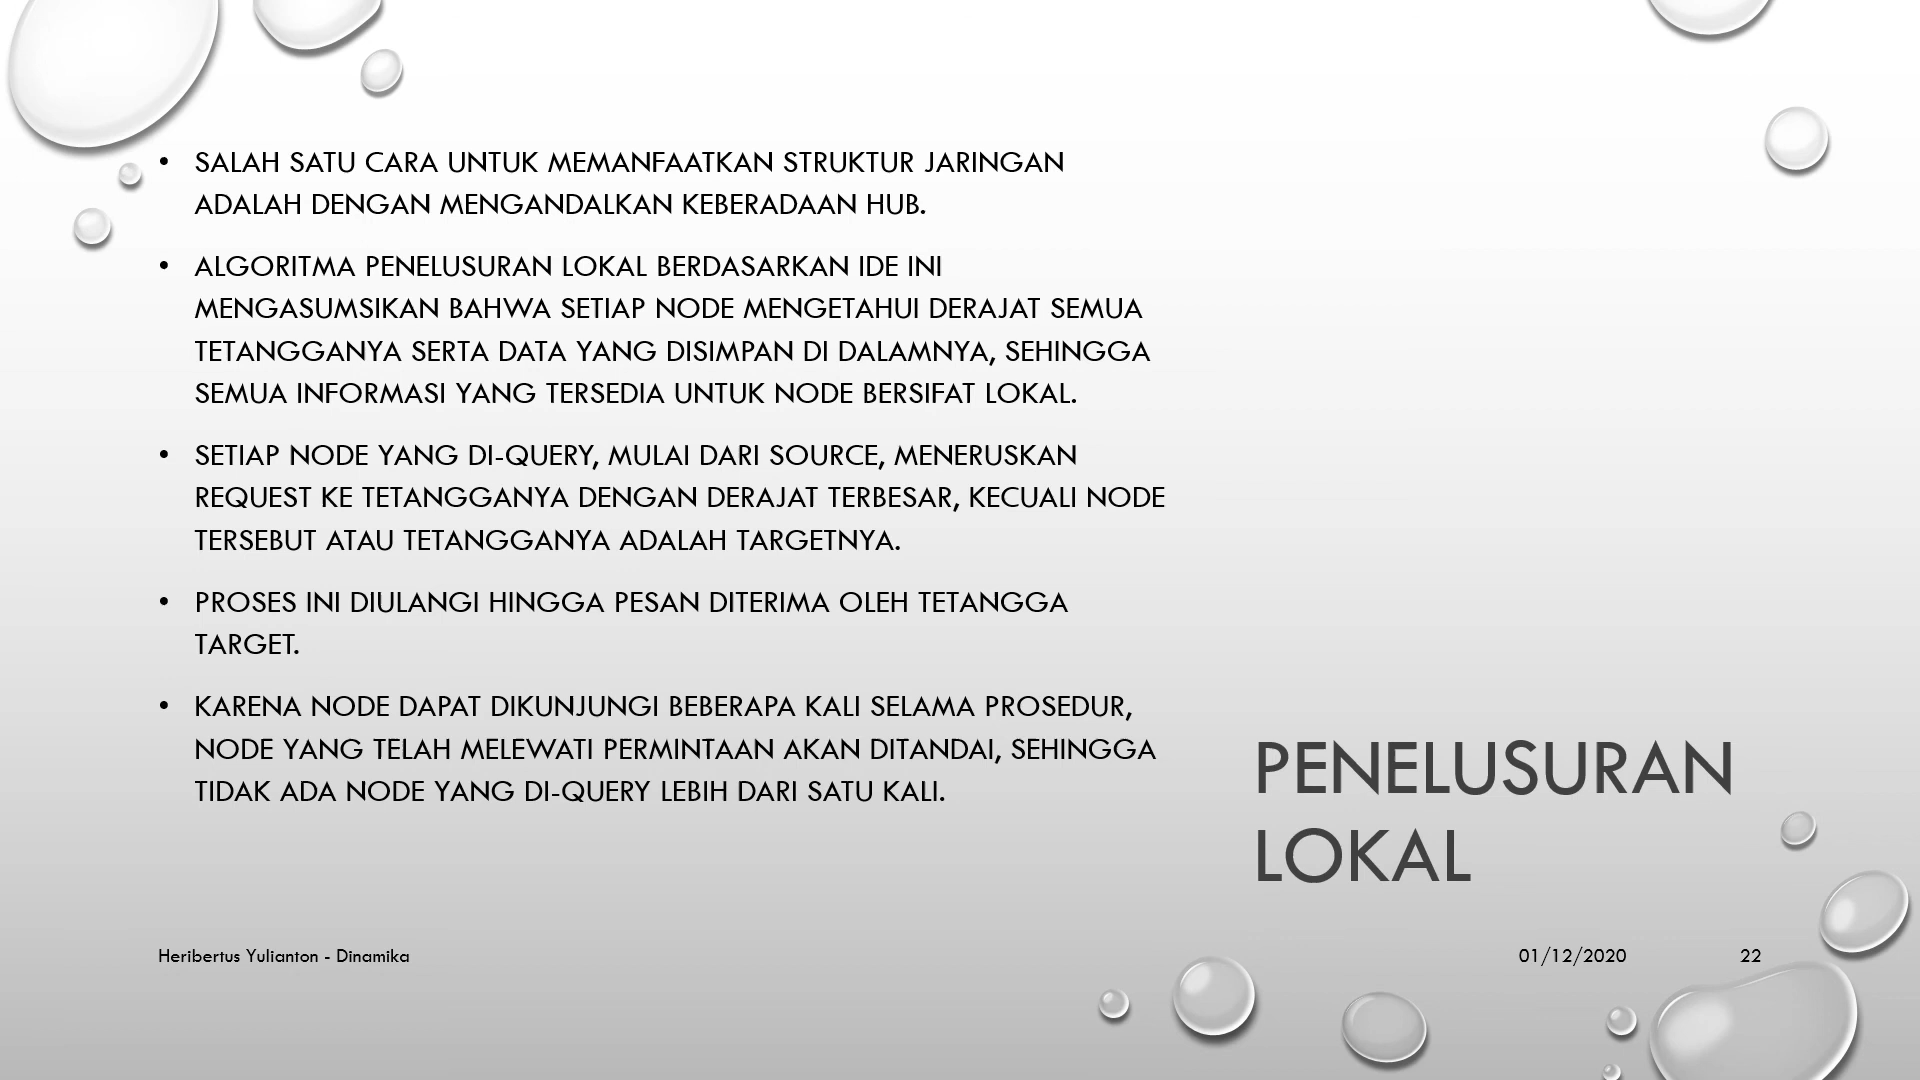 • SALAH SATU CARA UNTUK MEMANFAATKAN STRUKTUR JARINGAN
ADALAH DENGAN MENGANDALKAN KEBERADAAN HUB.
• ALGORITMA PENELUSURAN LOKAL BERDASARKAN IDE INI
MENGASUMSIKAN BAHWA SETIAP NODE MENGETAHUI DERAJAT SEMUA
TETANGGANYA SERTA DATA YANG DISIMPAN DI DALAMNYA, SEHINGGA
SEMUA INFORMASI YANG TERSEDIA UNTUK NODE BERSIFAT LOKAL.
• SETIAP NODE YANG DI-QUERY, MULAI DARI SOURCE, MENERUSKAN
REQUEST KE TETANGGANYA DENGAN DERAJAT TERBESAR, KECUALI NODE
TERSEBUT ATAU TETANGGANYA ADALAH TARGETNYA.
• PROSES INI DIULANGI HINGGA PESAN DITERIMA OLEH TETANGGA
TARGET.
• KARENA NODE DAPAT DIKUNJUNGI BEBERAPA KALI SELAMA PROSEDUR,
NODE YANG TELAH MELEWATI PERMINTAAN AKAN DITANDAI, SEHINGGA
TIDAK ADA NODE YANG DI-QUERY LEBIH DARI SATU KALI.
PENELUSURAN
LOKAL
Heribertus Yulianton - Dinamika
01/12/2020
22